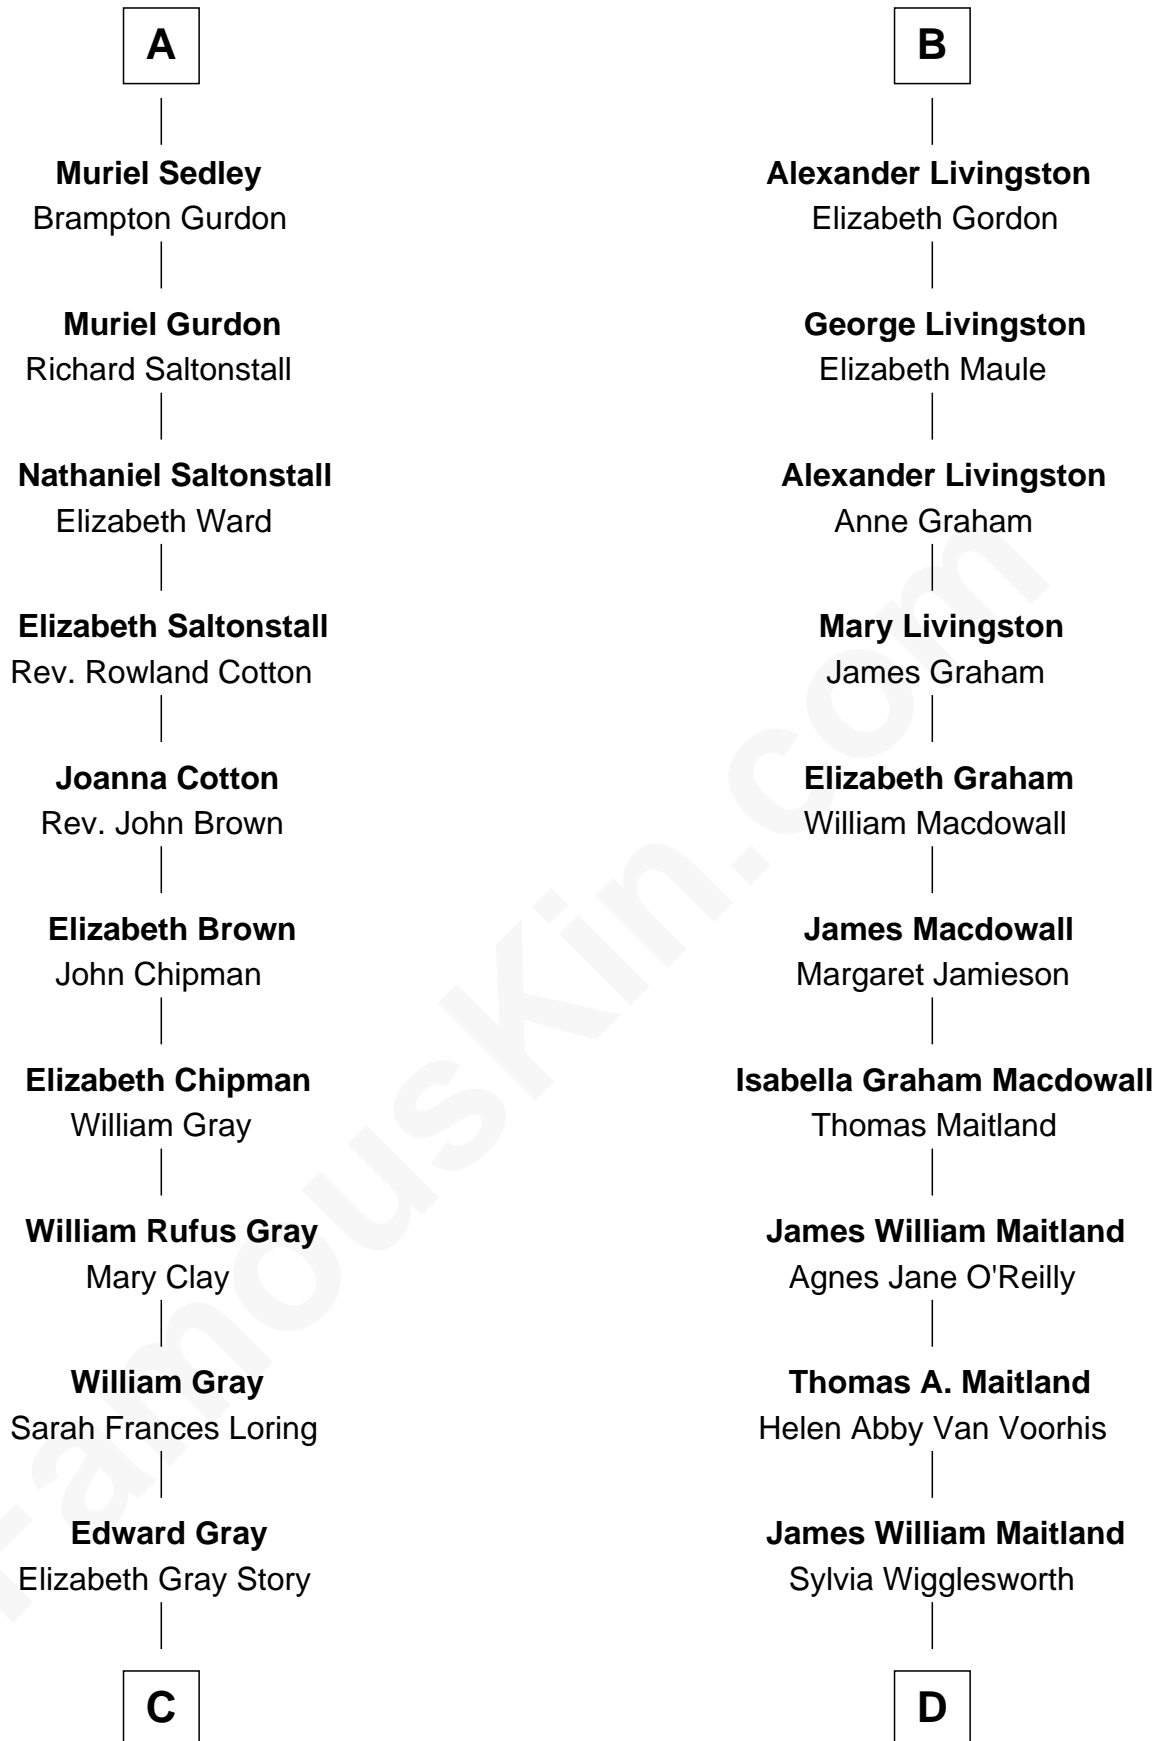 A
Muriel Sedley
Brampton Gurdon
Muriel Gurdon
Richard Saltonstall
Nathaniel Saltonstall
Elizabeth Ward
Elizabeth Saltonstall
Rev. Rowland Cotton
Joanna Cotton
Rev. John Brown
Elizabeth Brown
John Chipman
Elizabeth Chipman
William Gray
William Rufus Gray
Mary Clay
William Gray
Sarah Frances Loring
Edward Gray
Elizabeth Gray Story
C
B
Alexander Livingston
Elizabeth Gordon
George Livingston
Elizabeth Maule
Alexander Livingston
Anne Graham
Mary Livingston
James Graham
Elizabeth Graham
William Macdowall
James Macdowall
Margaret Jamieson
Isabella Graham Macdowall
Thomas Maitland
James William Maitland
Agnes Jane O'Reilly
Thomas A. Maitland
Helen Abby Van Voorhis
James William Maitland
Sylvia Wigglesworth
D
FamousKin.com